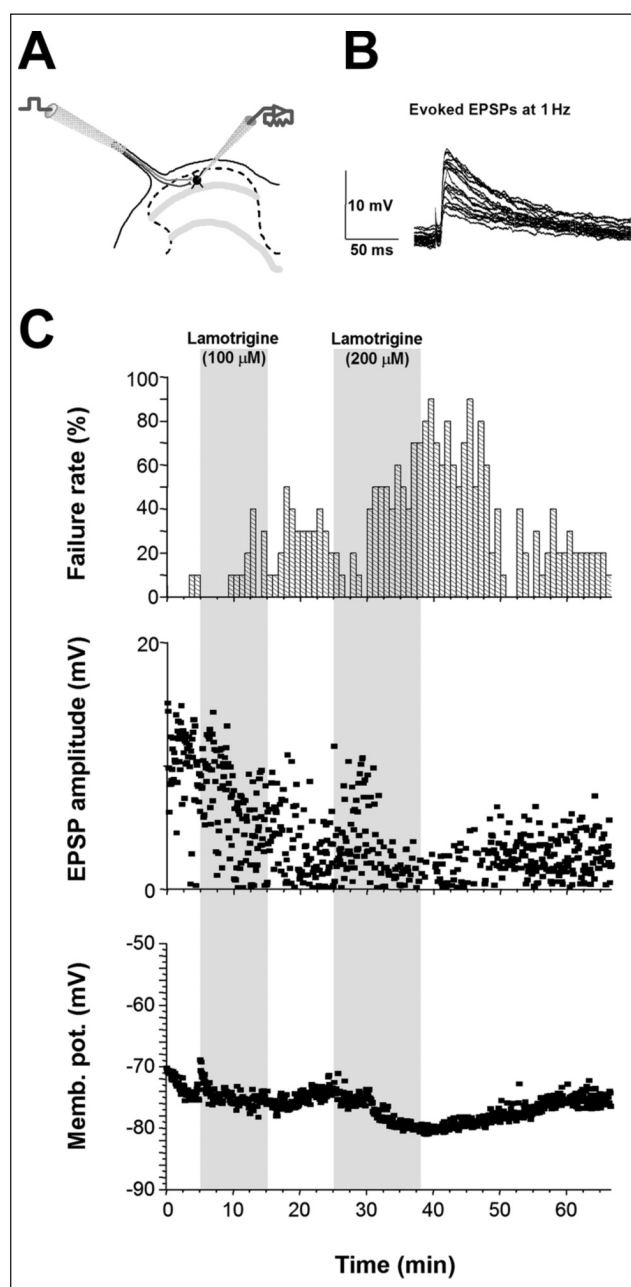 A
B
Evoked EPSPs at 1 Hz
10 mV
50 ms
C
Lamotrigine
(100 µM)
Lamotrigine
(200 µM)
Failure rate (%)
100
80
60
40
20
0
EPSP amplitude (mV)
20
0
Memb. pot. (mV)
-50
-60
-70
-80
-90
0
10
20
30
40
50
60
Time (min)